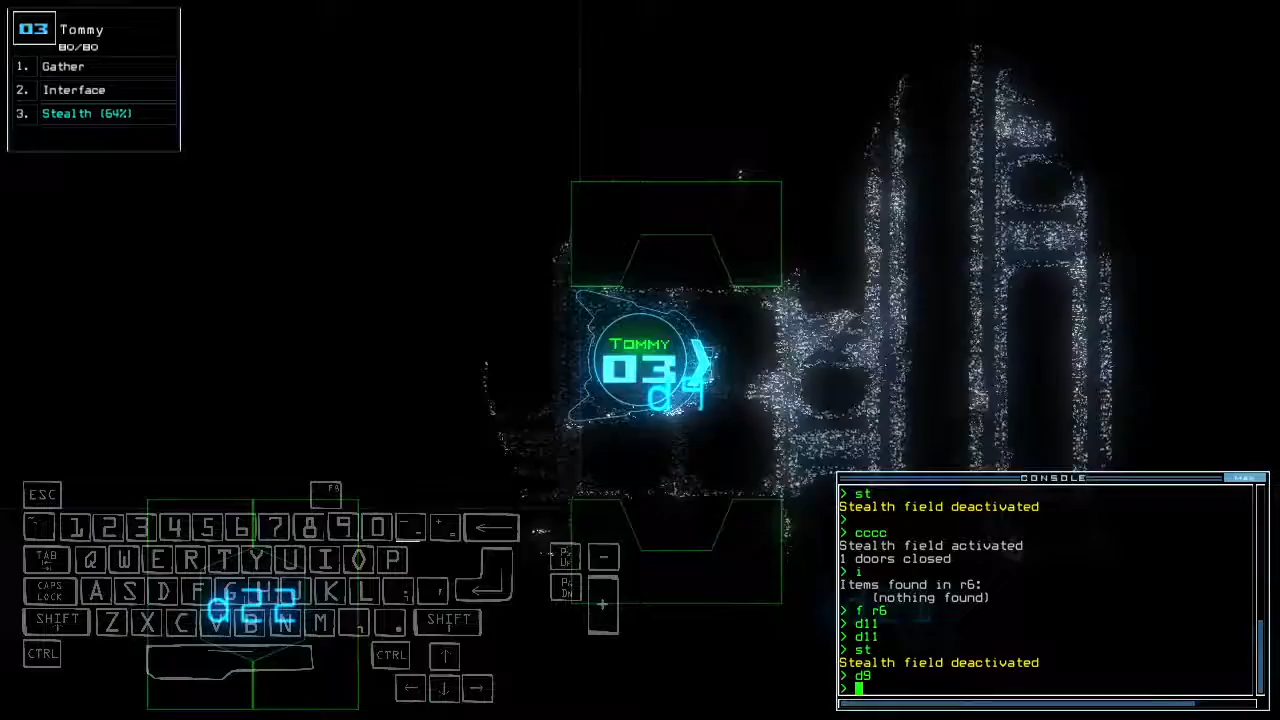 03 Tommy
80/80
1. Gather
2. Interface
3. Stealth (64%)
TOMMY
03
d9
CONSOLE
> st
Stealth field deactivated
>
> cccc
Stealth field activated
1 doors closed
> i
Items found in r6:
(nothing found)
> f r6
> d11
> d11
> st
Stealth field deactivated
> d9
>
ESC F9
1 2 3 4 5 6 7 8 9 0
TAB Q W E R T Y U I O P
CAPS LOCK A S D F G H J K L ; '
SHIFT Z X C V B N M , . SHIFT
CTRL CTRL
d22